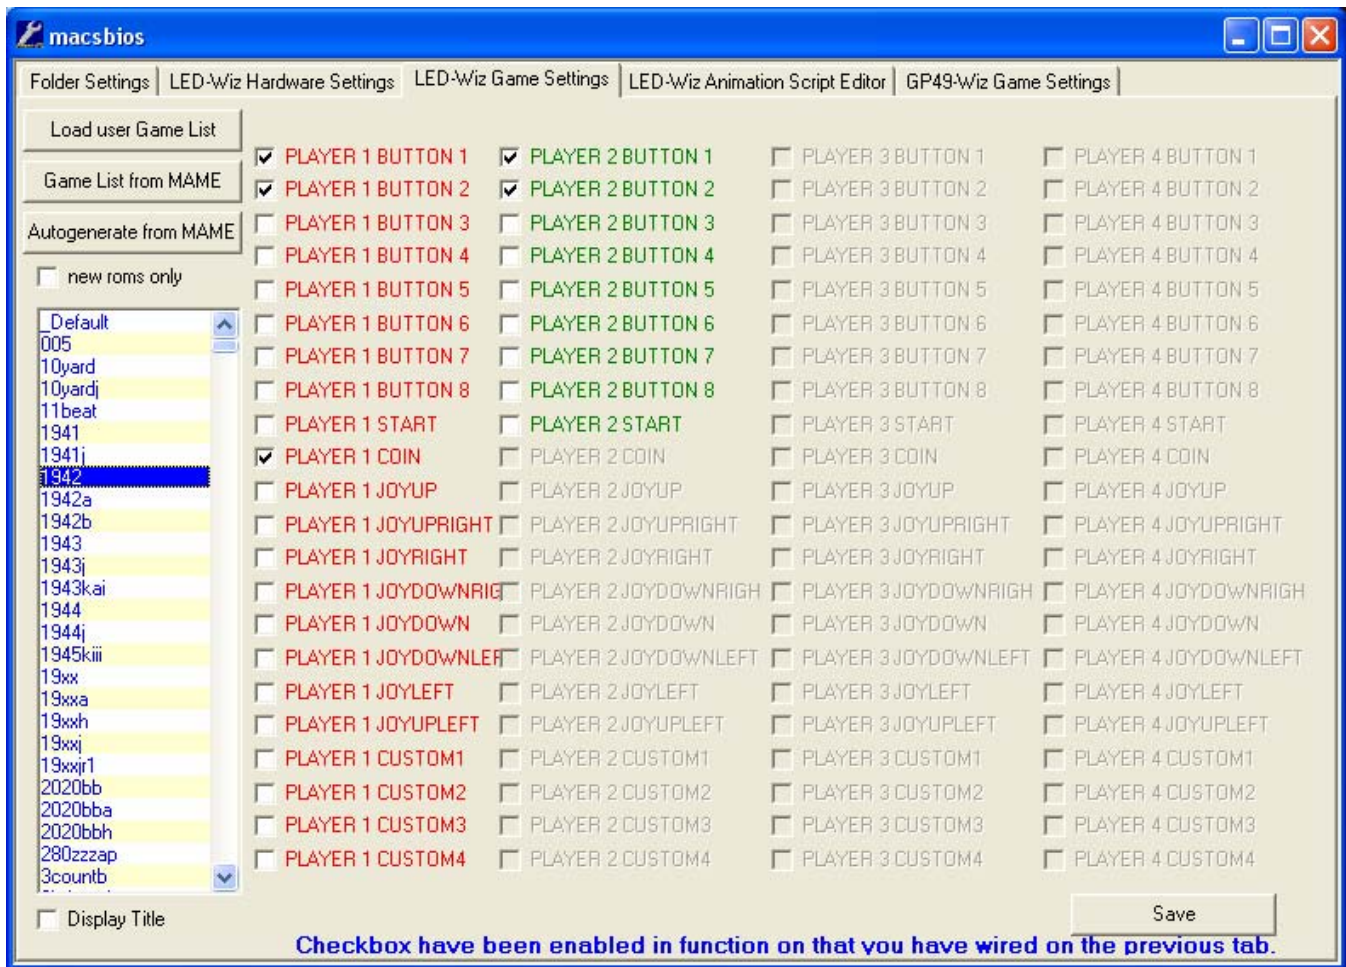 macsbios
Folder Settings LED-Wiz Hardware Settings LED-Wiz Game Settings LED-Wiz Animation Script Editor GP49-Wiz Game Settings
Load user Game List
Game List from MAME
Autogenerate from MAME
new roms only
_Default
005
10yard
10yardj
11beat
1941
1941j
1942
1942a
1942b
1943
1943j
1943kai
1944
1944j
1945kiii
19xx
19xxa
19xxh
19xxj
19xxjr1
2020bb
2020bba
2020bbh
280zzzap
3countb
Display Title
PLAYER 1 BUTTON 1 PLAYER 2 BUTTON 1 PLAYER 3 BUTTON 1 PLAYER 4 BUTTON 1
PLAYER 1 BUTTON 2 PLAYER 2 BUTTON 2 PLAYER 3 BUTTON 2 PLAYER 4 BUTTON 2
PLAYER 1 BUTTON 3 PLAYER 2 BUTTON 3 PLAYER 3 BUTTON 3 PLAYER 4 BUTTON 3
PLAYER 1 BUTTON 4 PLAYER 2 BUTTON 4 PLAYER 3 BUTTON 4 PLAYER 4 BUTTON 4
PLAYER 1 BUTTON 5 PLAYER 2 BUTTON 5 PLAYER 3 BUTTON 5 PLAYER 4 BUTTON 5
PLAYER 1 BUTTON 6 PLAYER 2 BUTTON 6 PLAYER 3 BUTTON 6 PLAYER 4 BUTTON 6
PLAYER 1 BUTTON 7 PLAYER 2 BUTTON 7 PLAYER 3 BUTTON 7 PLAYER 4 BUTTON 7
PLAYER 1 BUTTON 8 PLAYER 2 BUTTON 8 PLAYER 3 BUTTON 8 PLAYER 4 BUTTON 8
PLAYER 1 START PLAYER 2 START PLAYER 3 START PLAYER 4 START
PLAYER 1 COIN PLAYER 2 COIN PLAYER 3 COIN PLAYER 4 COIN
PLAYER 1 JOYUP PLAYER 2 JOYUP PLAYER 3 JOYUP PLAYER 4 JOYUP
PLAYER 1 JOYUPRIGHT PLAYER 2 JOYUPRIGHT PLAYER 3 JOYUPRIGHT PLAYER 4 JOYUPRIGHT
PLAYER 1 JOYRIGHT PLAYER 2 JOYRIGHT PLAYER 3 JOYRIGHT PLAYER 4 JOYRIGHT
PLAYER 1 JOYDOWNRIG PLAYER 2 JOYDOWNRIGH PLAYER 3 JOYDOWNRIGH PLAYER 4 JOYDOWNRIGH
PLAYER 1 JOYDOWN PLAYER 2 JOYDOWN PLAYER 3 JOYDOWN PLAYER 4 JOYDOWN
PLAYER 1 JOYDOWNLEF PLAYER 2 JOYDOWNLEFT PLAYER 3 JOYDOWNLEFT PLAYER 4 JOYDOWNLEFT
PLAYER 1 JOYLEFT PLAYER 2 JOYLEFT PLAYER 3 JOYLEFT PLAYER 4 JOYLEFT
PLAYER 1 JOYUPLEFT PLAYER 2 JOYUPLEFT PLAYER 3 JOYUPLEFT PLAYER 4 JOYUPLEFT
PLAYER 1 CUSTOM1 PLAYER 2 CUSTOM1 PLAYER 3 CUSTOM1 PLAYER 4 CUSTOM1
PLAYER 1 CUSTOM2 PLAYER 2 CUSTOM2 PLAYER 3 CUSTOM2 PLAYER 4 CUSTOM2
PLAYER 1 CUSTOM3 PLAYER 2 CUSTOM3 PLAYER 3 CUSTOM3 PLAYER 4 CUSTOM3
PLAYER 1 CUSTOM4 PLAYER 2 CUSTOM4 PLAYER 3 CUSTOM4 PLAYER 4 CUSTOM4
Save
Checkbox have been enabled in function on that you have wired on the previous tab.